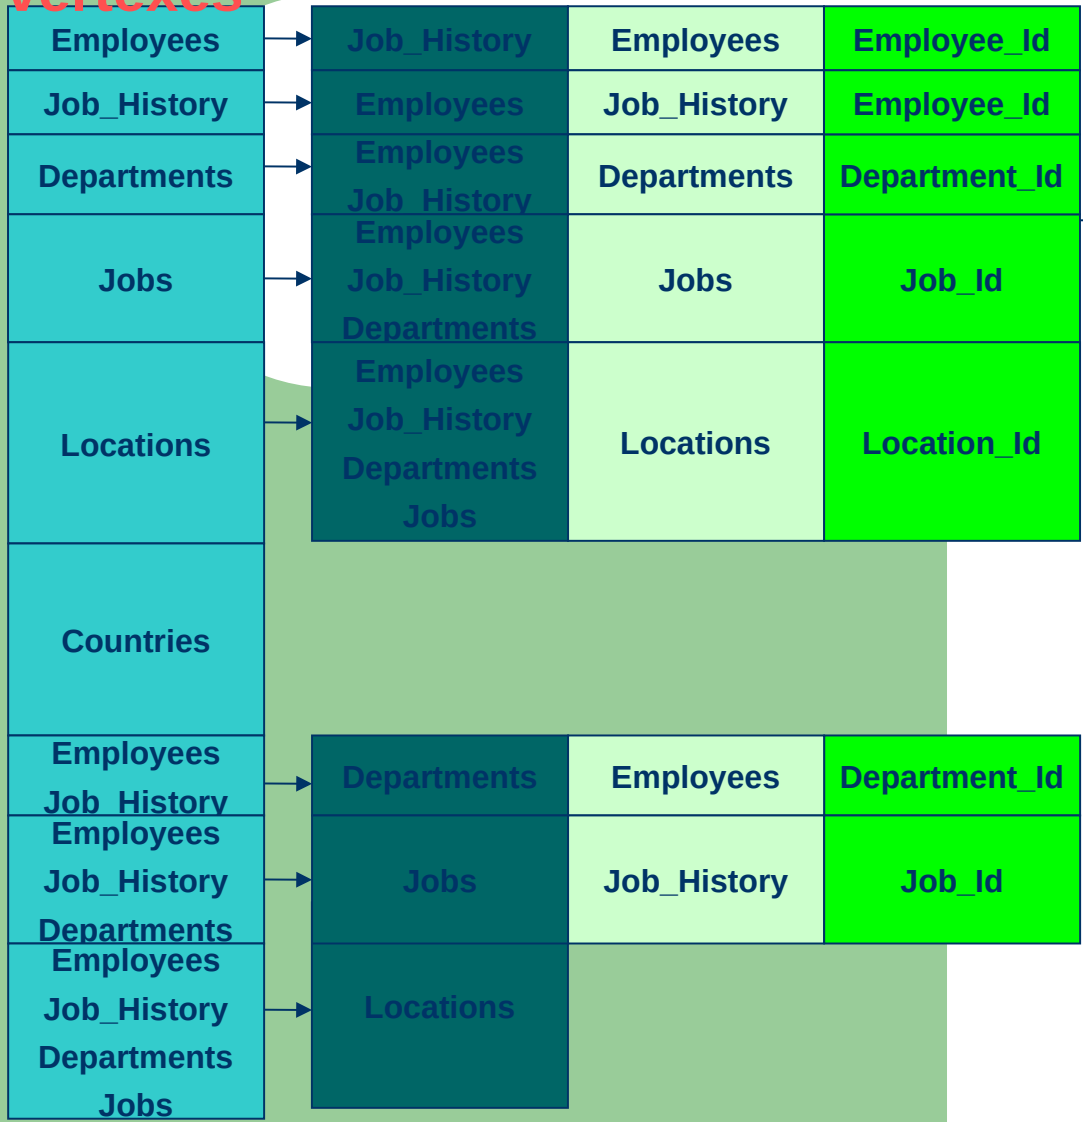 Vertexes
Employees Job_History Employees Employee_Id
Job_History Employees Job_History Employee_Id
Departments Employees Departments Department_Id
Job_History
Jobs Employees Jobs Job_Id
Job_History
Departments
Locations Employees Locations Location_Id
Job_History
Departments
Jobs
Countries
Employees Departments Employees Department_Id
Job_History
Employees
Job_History Jobs Job_History Job_Id
Departments
Employees
Job_History Locations
Departments
Jobs